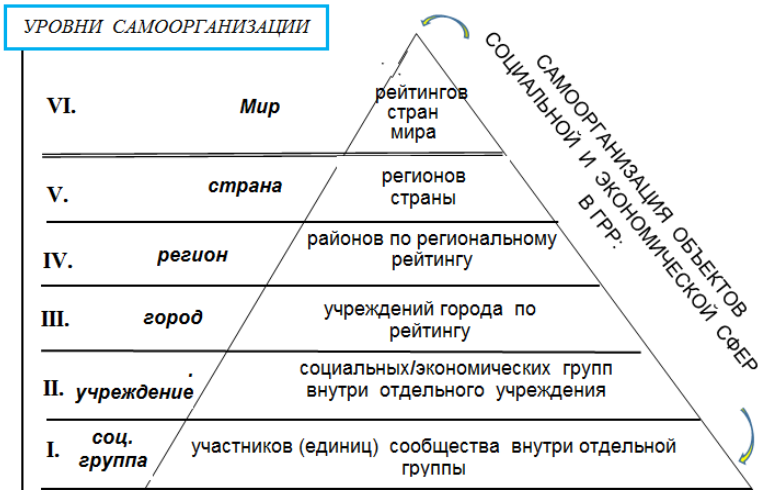 УРОВНИ САМООРГАНИЗАЦИИ
САМООРГАНИЗАЦИЯ ОБЪЕКТОВ
СОЦИАЛЬНОЙ И ЭКОНОМИЧЕСКОЙ СФЕР
В ГРР:
VI. Мир
рейтингов
стран
мира
V. страна
регионов
страны
IV. регион
районов по региональному
рейтингу
III. город
учреждений города по
рейтингу
II. учреждение
социальных/экономических групп
внутри отдельного учреждения
I. соц.
группа
участников (единиц) сообщества внутри отдельной
группы